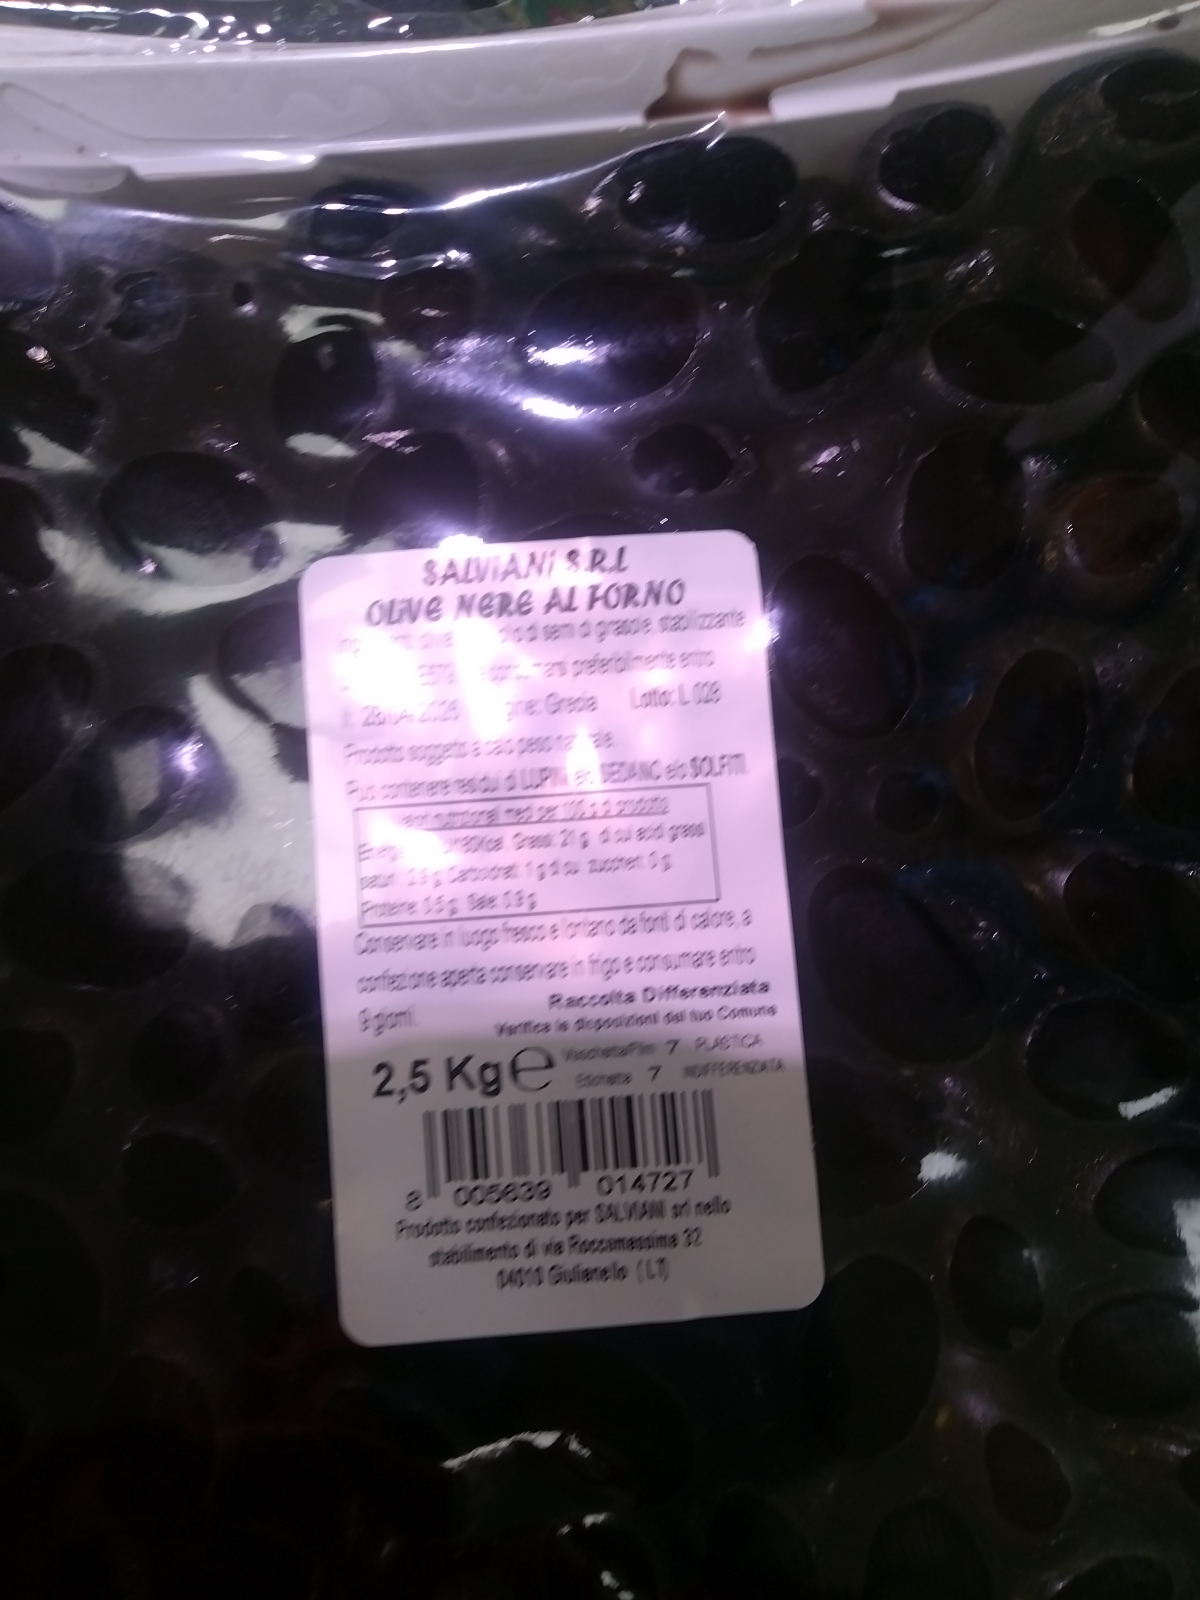 SALVIANI S.R.L
OLIVE NERE AL FORNO
di semi di girasole, stabilizzante
preferibilmente entro
Grecia Lotto: L 028
Prodotto soggetto a calo peso naturale.
Può contenere residui di LUPINI e/o SEDANO e/o SOLFITI.
valori nutrizionali medi per 100 g di prodotto
Grassi: 21 g di cui acidi grassi
Carboidrati: 1 g di cui zuccheri: 0 g
Proteine: Sale:
Conservare in luogo fresco e lontano da fonti di calore, a
confezione aperta conservare in frigo e consumare entro
giorni.
Raccolta Differenziata
Verifica le disposizioni del tuo Comune
2,5 Kg e
Vaschetta/Film 7 PLASTICA
Etichetta 7 INDIFFERENZIATA
8 005639 014727
Prodotto confezionato per SALVIANI srl nello
stabilimento di via Roccamassima 32
04010 Giulianello (LT)